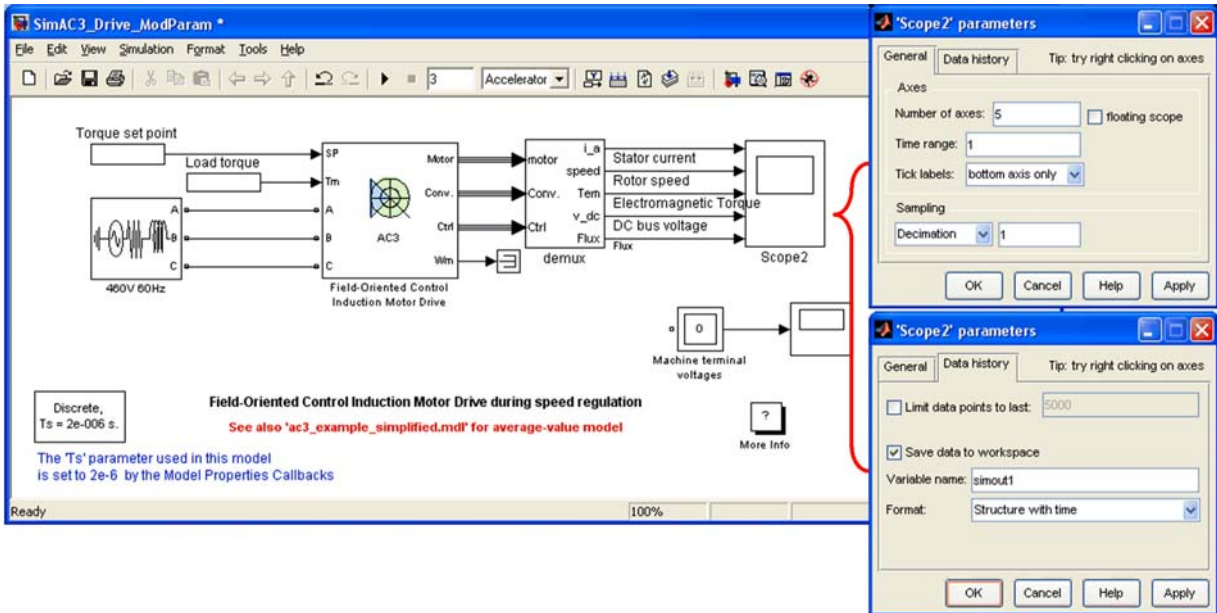 SimAC3_Drive_ModParam *
File Edit View Simulation Format Tools Help
3 Accelerator
Torque set point
Load torque
SP
Tm
A
B
C
Motor
Conv.
Ctrl
Wm
AC3
Field-Oriented Control
Induction Motor Drive
A
B
C
460V 60Hz
motor
Conv.
Ctrl
i_a
speed
Tem
v_dc
Flux
demux
Stator current
Rotor speed
Electromagnetic Torque
DC bus voltage
Flux
Scope2
0
Machine terminal
voltages
Discrete,
Ts = 2e-006 s.
Field-Oriented Control Induction Motor Drive during speed regulation
See also 'ac3_example_simplified.mdl' for average-value model
?
More Info
The 'Ts' parameter used in this model
is set to 2e-6 by the Model Properties Callbacks
Ready 100%
'Scope2' parameters
General Data history Tip: try right clicking on axes
Axes
Number of axes: 5 floating scope
Time range: 1
Tick labels: bottom axis only
Sampling
Decimation 1
OK Cancel Help Apply
'Scope2' parameters
General Data history Tip: try right clicking on axes
Limit data points to last: 5000
Save data to workspace
Variable name: simout1
Format: Structure with time
OK Cancel Help Apply